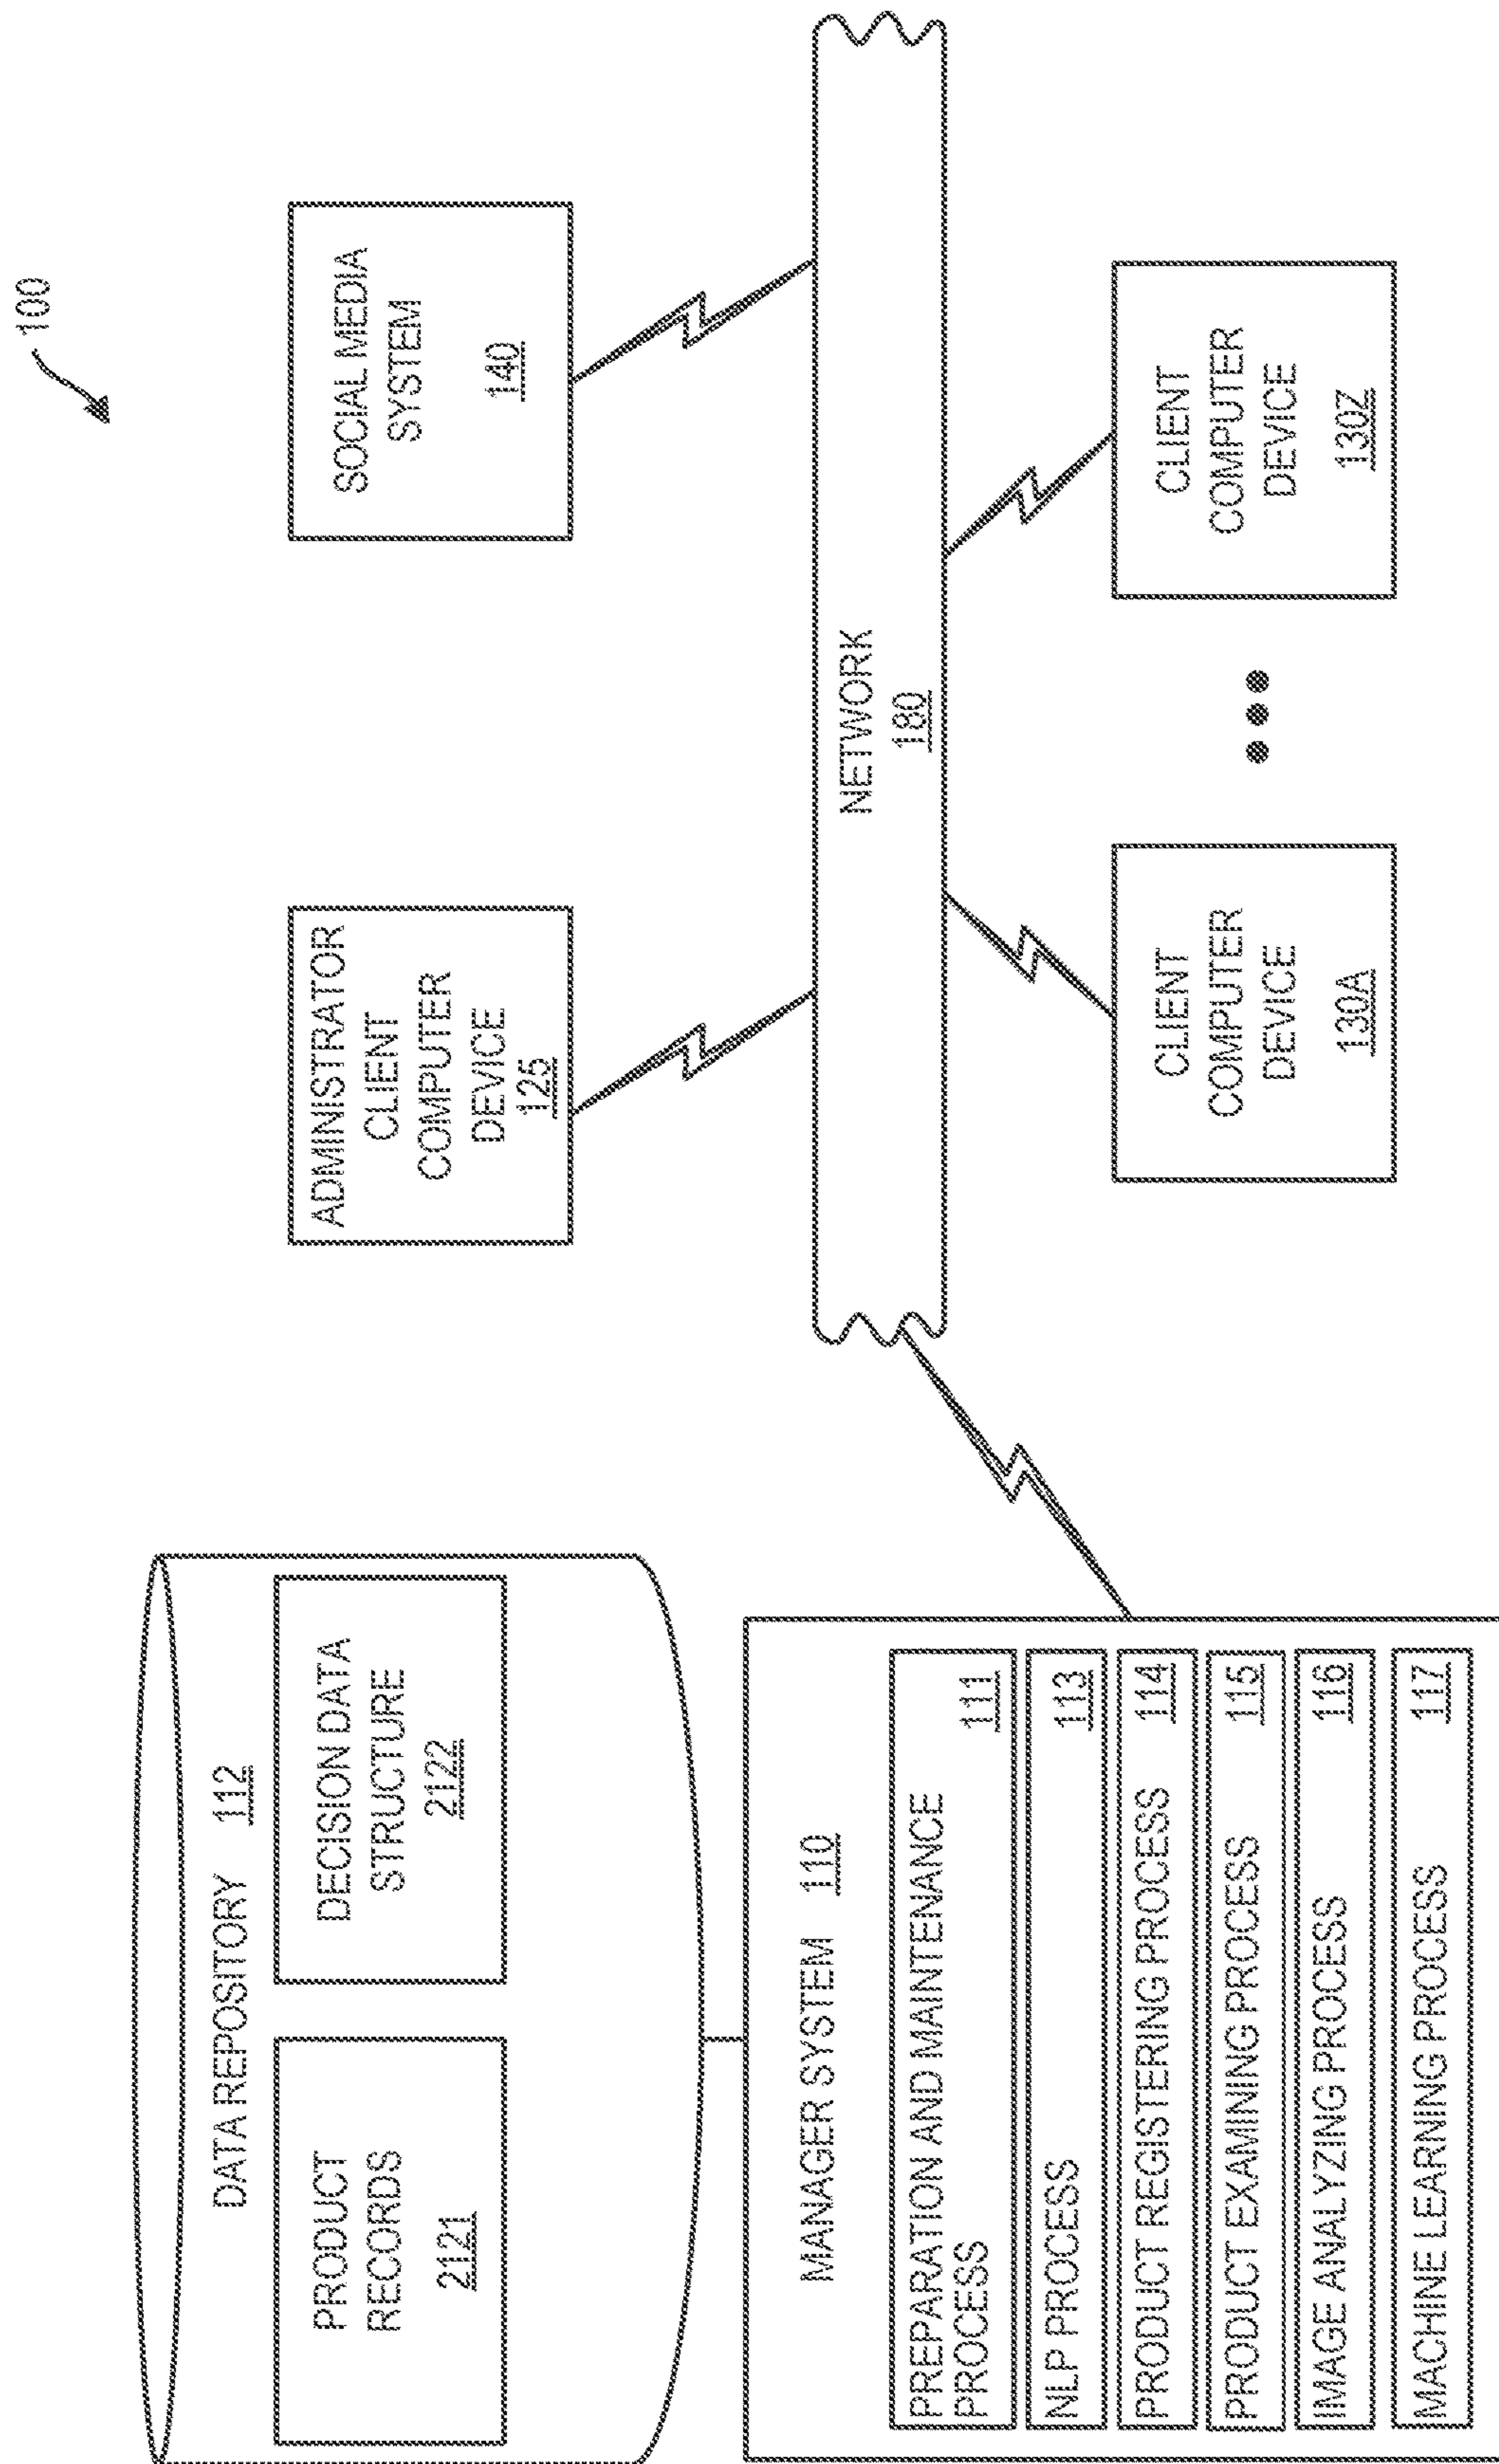 100
DATA REPOSITORY 112
PRODUCT
RECORDS
2121
DECISION DATA
STRUCTURE
2122
ADMINISTRATOR
CLIENT
COMPUTER
DEVICE
125
SOCIAL MEDIA
SYSTEM
140
MANAGER SYSTEM 110
PREPARATION AND MAINTENANCE
PROCESS 111
NLP PROCESS 113
PRODUCT REGISTERING PROCESS 114
PRODUCT EXAMINING PROCESS 115
IMAGE ANALYZING PROCESS 116
MACHINE LEARNING PROCESS 117
NETWORK
180
CLIENT
COMPUTER
DEVICE
130A
CLIENT
COMPUTER
DEVICE
130Z